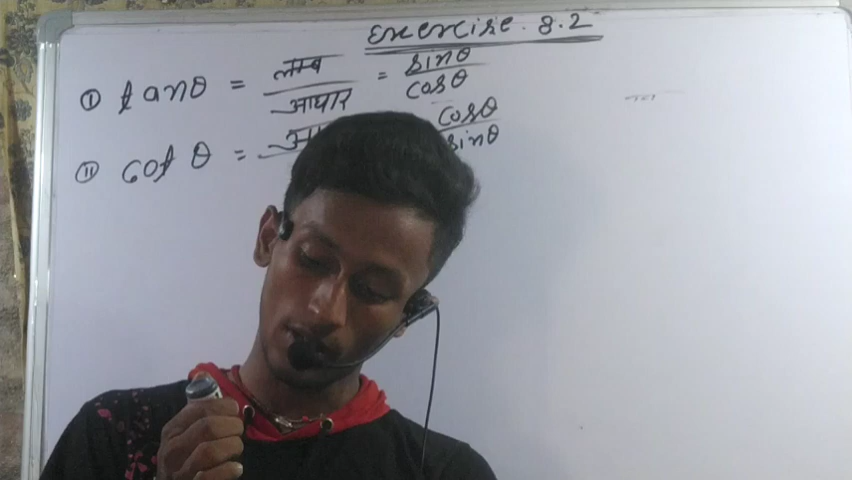 Exercise. 8.2
① tanθ = लम्ब / आधार = sinθ / cosθ
② cot θ = cosθ / sinθ